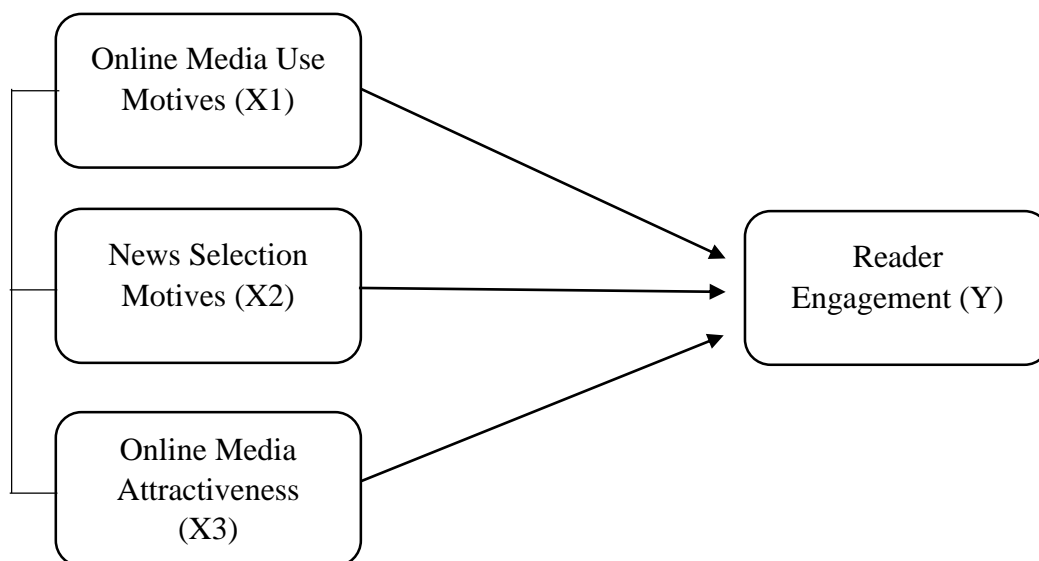 Online Media Use
Motives (X1)
News Selection
Motives (X2)
Reader
Engagement (Y)
Online Media
Attractiveness
(X3)